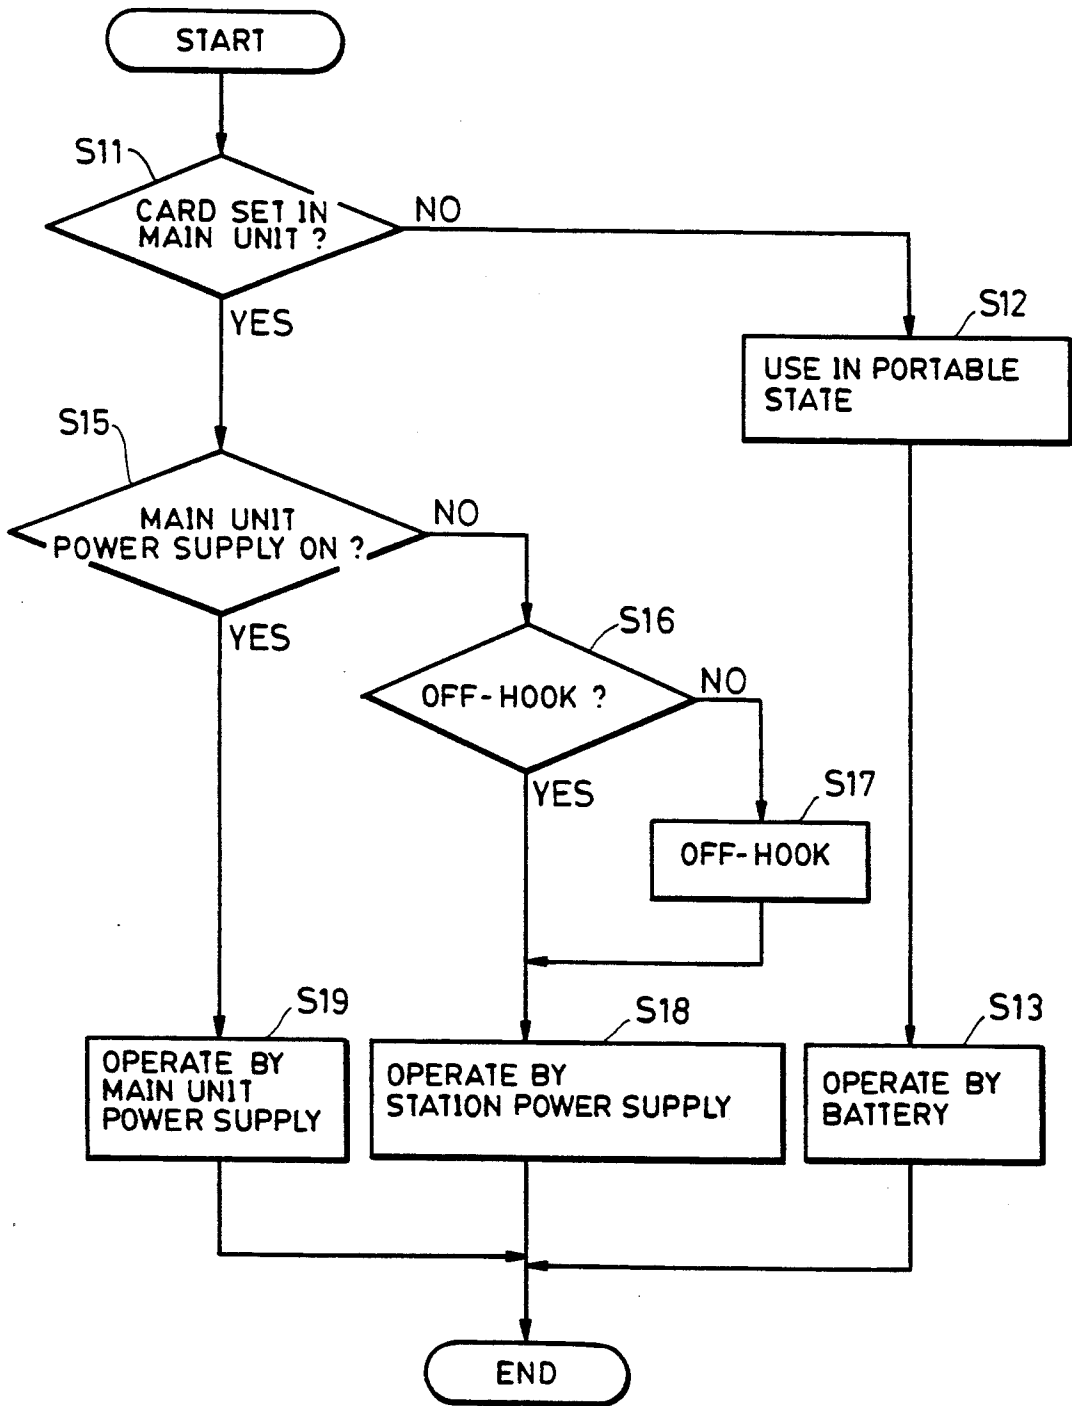 START
S11
CARD SET IN
MAIN UNIT ?
NO
YES
S12
USE IN PORTABLE
STATE
S15
MAIN UNIT
POWER SUPPLY ON ?
NO
YES
S16
OFF-HOOK ?
NO
YES
S17
OFF-HOOK
S19
OPERATE BY
MAIN UNIT
POWER SUPPLY
S18
OPERATE BY
STATION POWER SUPPLY
S13
OPERATE BY
BATTERY
END